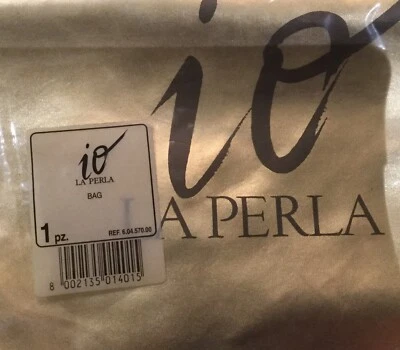 io
LA PERLA
io
LA PERLA
BAG
1 pz.
REF. 6.04.570.00
8 002135 014015